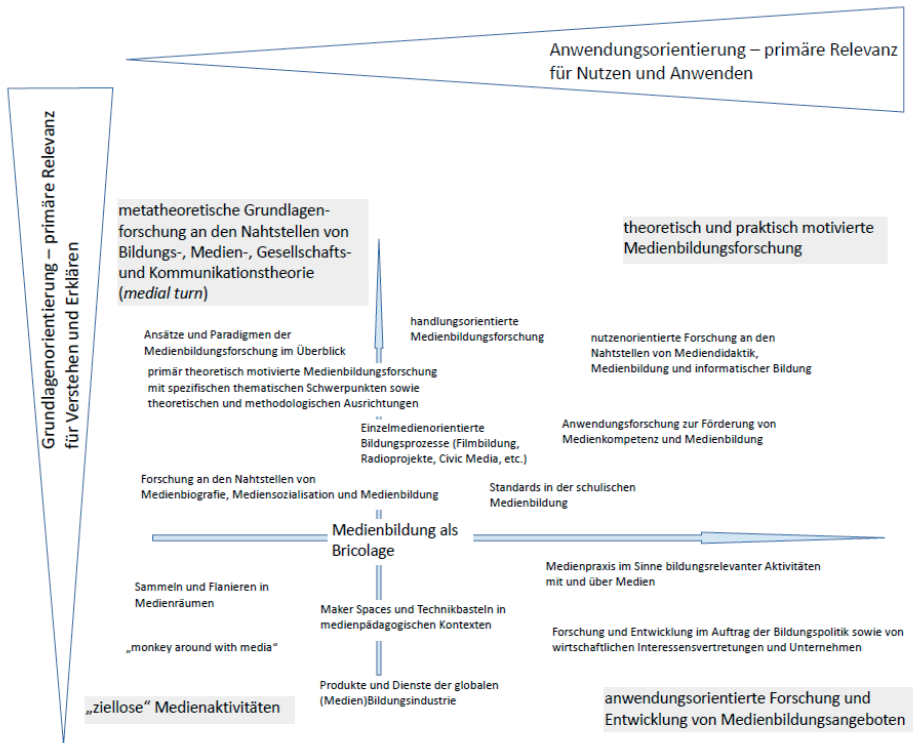 Anwendungsorientierung – primäre Relevanz
für Nutzen und Anwenden
Grundlagenorientierung – primäre Relevanz
für Verstehen und Erklären
metatheoretische Grundlagen-
forschung an den Nahtstellen von
Bildungs-, Medien-, Gesellschafts-
und Kommunikationstheorie
(medial turn)
theoretisch und praktisch motivierte
Medienbildungsforschung
Ansätze und Paradigmen der
Medienbildungsforschung im Überblick
handlungsorientierte
Medienbildungsforschung
nutzenorientierte Forschung an den
Nahtstellen von Mediendidaktik,
Medienbildung und informatischer Bildung
primär theoretisch motivierte Medienbildungsforschung
mit spezifischen thematischen Schwerpunkten sowie
theoretischen und methodologischen Ausrichtungen
Einzelmedienorientierte
Bildungsprozesse (Filmbildung,
Radioprojekte, Civic Media, etc.)
Anwendungsforschung zur Förderung von
Medienkompetenz und Medienbildung
Forschung an den Nahtstellen von
Medienbiografie, Mediensozialisation und Medienbildung
Standards in der schulischen
Medienbildung
Medienbildung als
Bricolage
Medienpraxis im Sinne bildungsrelevanter Aktivitäten
mit und über Medien
Sammeln und Flanieren in
Medienräumen
Maker Spaces und Technikbasteln in
medienpädagogischen Kontexten
„monkey around with media“
Forschung und Entwicklung im Auftrag der Bildungspolitik sowie von
wirtschaftlichen Interessensvertretungen und Unternehmen
Produkte und Dienste der globalen
(Medien)Bildungsindustrie
„ziellose“ Medienaktivitäten
anwendungsorientierte Forschung und
Entwicklung von Medienbildungsangeboten